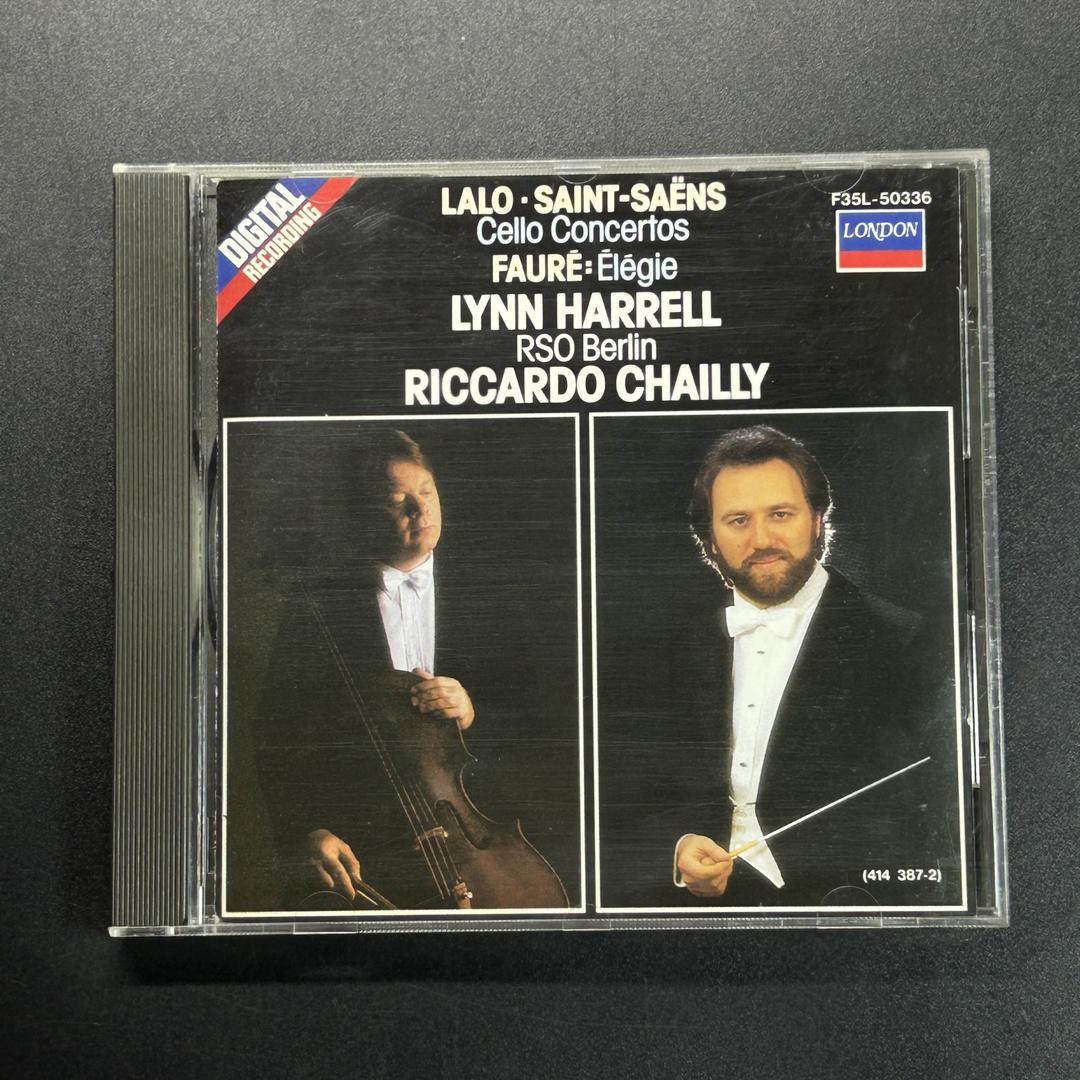 DIGITAL
RECORDING
LALO · SAINT-SAËNS
Cello Concertos
FAURÉ: Élégie
LYNN HARRELL
RSO Berlin
RICCARDO CHAILLY
F35L-50336
LONDON
(414 387-2)